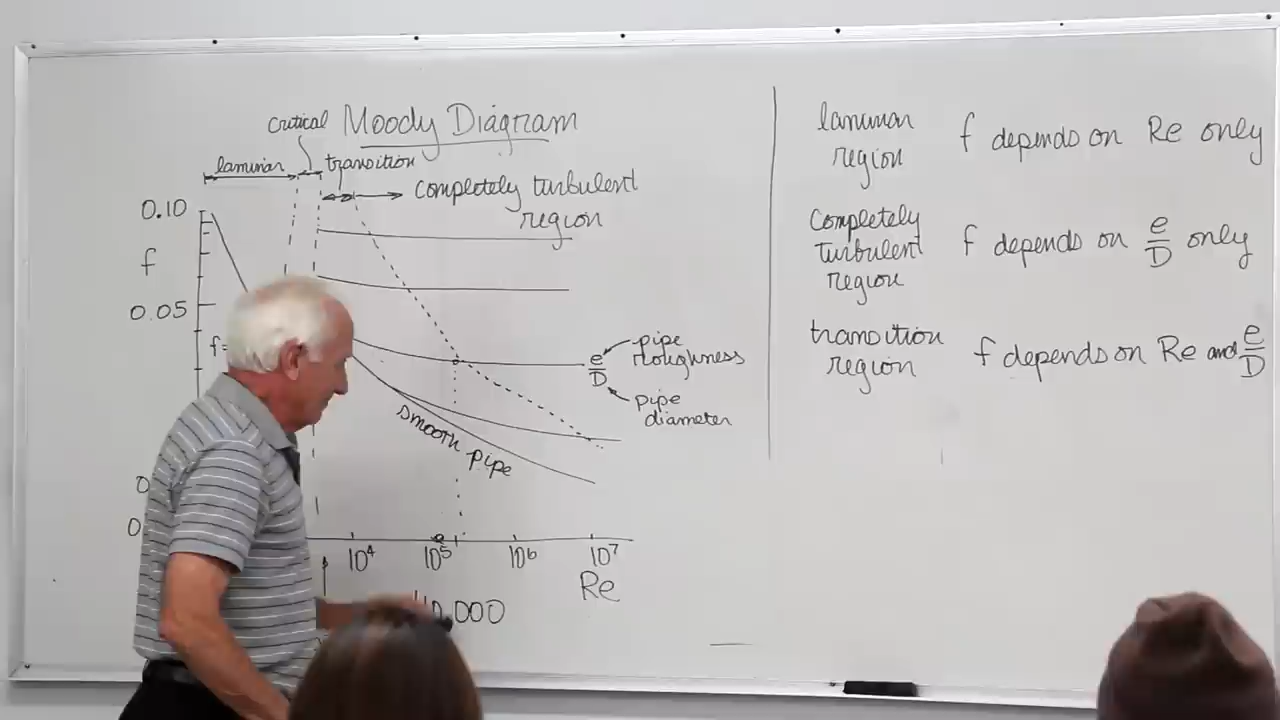 critical Moody Diagram
laminar transition
completely turbulent
region
0.10
f
0.05
f=
e/D
pipe
roughness
pipe
diameter
smooth pipe
0
0
10⁴ 10⁵ 10⁶ 10⁷
Re
laminar
region
f depends on Re only
Completely
turbulent
region
f depends on e/D only
transition
region
f depends on Re and e/D